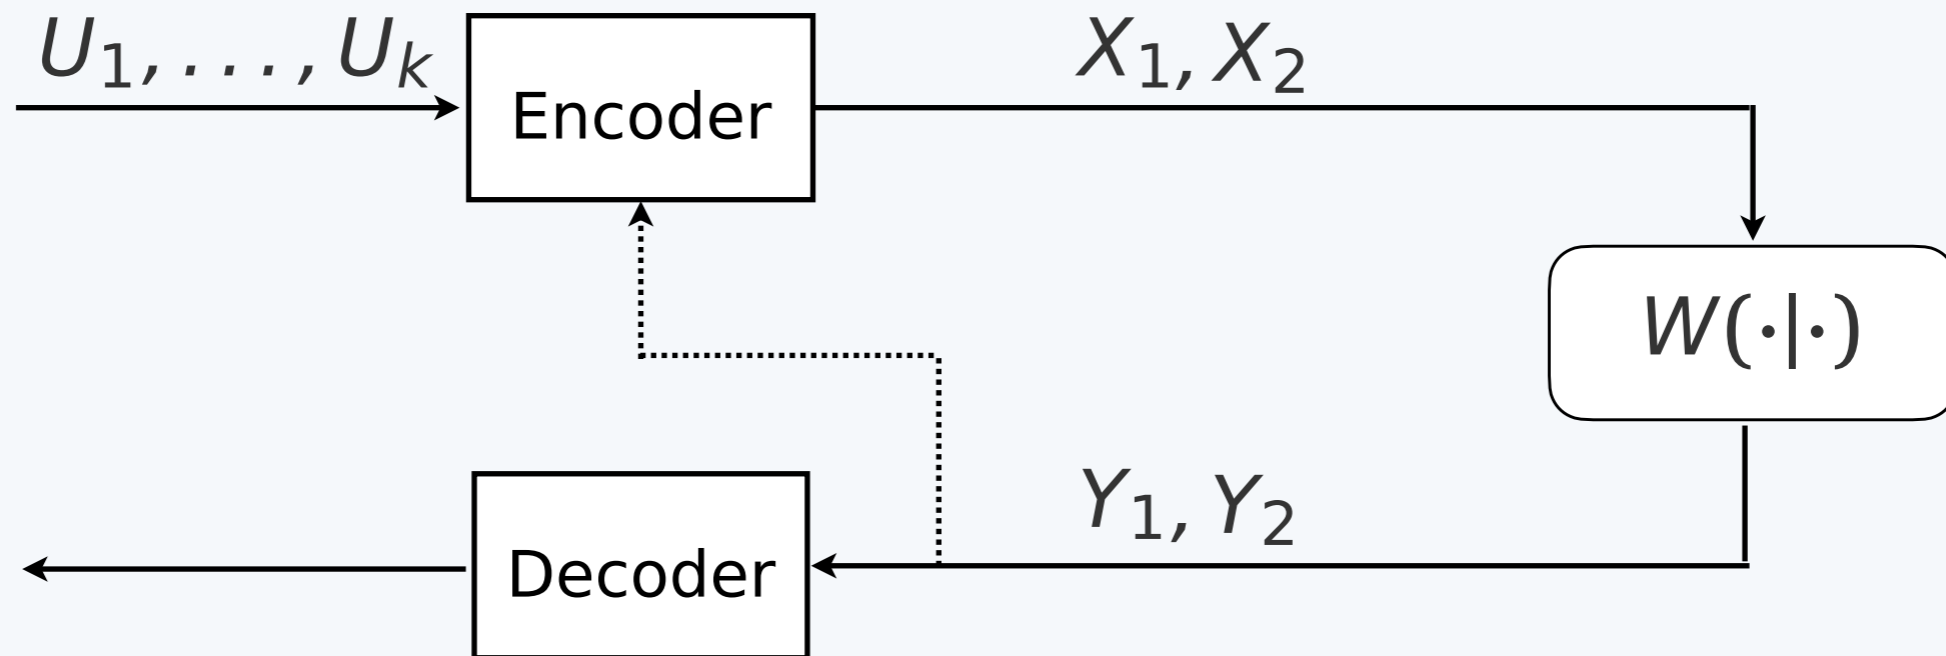 U₁, . . . , Uₖ
X₁, X₂
Encoder
W(·|·)
Y₁, Y₂
Decoder